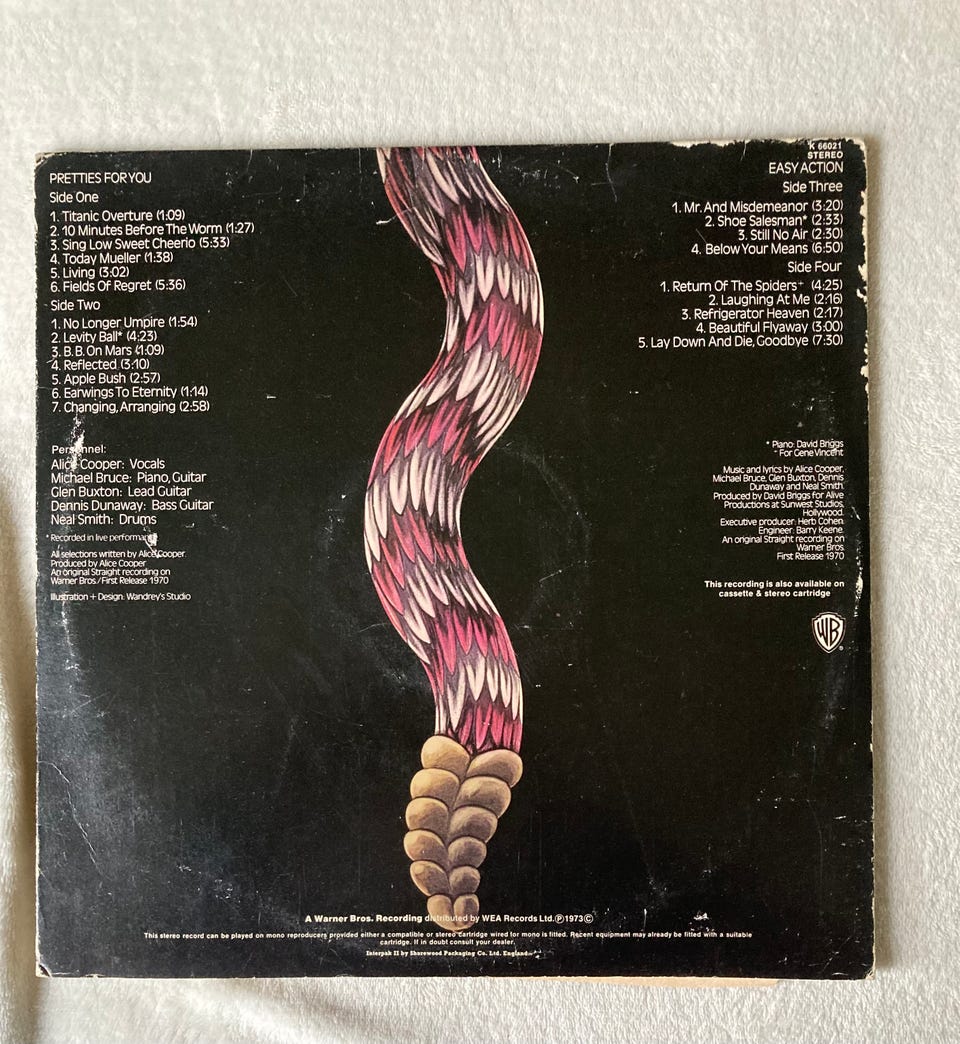 PRETTIES FOR YOU
Side One
1. Titanic Overture (1:09)
2. 10 Minutes Before The Worm (1:27)
3. Sing Low Sweet Cheerio (5:33)
4. Today Mueller (1:38)
5. Living (3:02)
6. Fields Of Regret (5:36)
Side Two
1. No Longer Umpire (1:54)
2. Levity Ball* (4:23)
3. B.B. On Mars (1:09)
4. Reflected (3:10)
5. Apple Bush (2:57)
6. Earwings To Eternity (1:14)
7. Changing, Arranging (2:58)
Personnel:
Alice Cooper: Vocals
Michael Bruce: Piano, Guitar
Glen Buxton: Lead Guitar
Dennis Dunaway: Bass Guitar
Neal Smith: Drums
* Recorded in live performance
All selections written by Alice Cooper.
Produced by Alice Cooper
An original Straight recording on
Warner Bros./First Release 1970
Illustration + Design: Wandrey's Studio
K 66021
STEREO
EASY ACTION
Side Three
1. Mr. And Misdemeanor (3:20)
2. Shoe Salesman* (2:33)
3. Still No Air (2:30)
4. Below Your Means (6:50)
Side Four
1. Return Of The Spiders+ (4:25)
2. Laughing At Me (2:16)
3. Refrigerator Heaven (2:17)
4. Beautiful Flyaway (3:00)
5. Lay Down And Die, Goodbye (7:30)
* Piano: David Briggs
+ For Gene Vincent
Music and lyrics by Alice Cooper,
Michael Bruce, Glen Buxton, Dennis
Dunaway and Neal Smith.
Produced by David Briggs for Alive
Productions at Sunwest Studios,
Hollywood.
Executive producer: Herb Cohen.
Engineer: Barry Keene.
An original Straight recording on
Warner Bros.
First Release 1970
This recording is also available on
cassette & stereo cartridge
WB
A Warner Bros. Recording distributed by WEA Records Ltd.Ⓟ1973Ⓒ
This stereo record can be played on mono reproducers provided either a compatible or stereo cartridge wired for mono is fitted. Recent equipment may already be fitted with a suitable
cartridge. If in doubt consult your dealer.
Interpak II by Shorewood Packaging Co. Ltd. England.